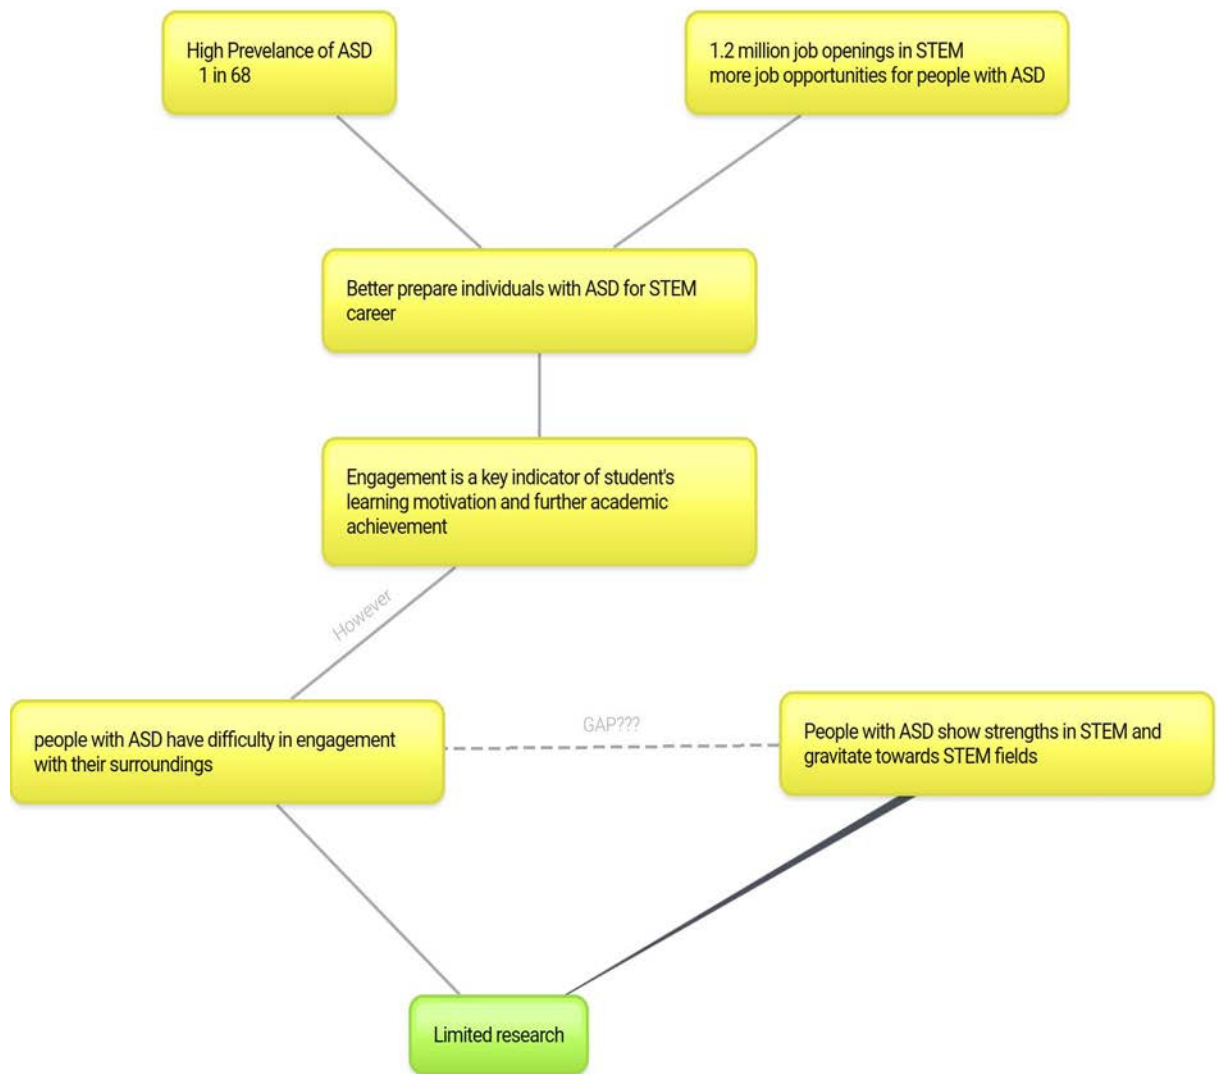 High Prevelance of ASD
1 in 68
1.2 million job openings in STEM
more job opportunities for people with ASD
Better prepare individuals with ASD for STEM
career
Engagement is a key indicator of student's
learning motivation and further academic
achievement
However
people with ASD have difficulty in engagement
with their surroundings
GAP???
People with ASD show strengths in STEM and
gravitate towards STEM fields
Limited research